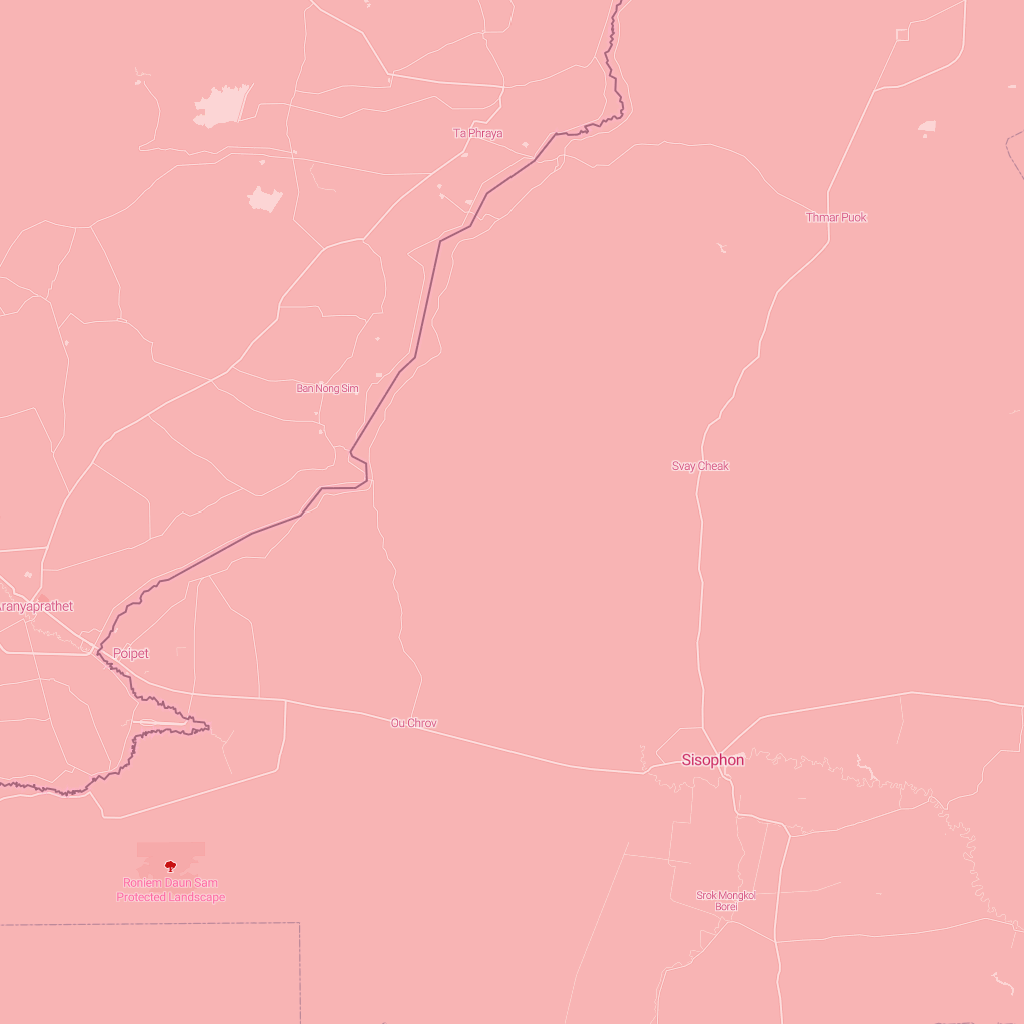 Ta Phraya
Thmar Puok
Ban Nong Sim
Svay Cheak
Aranyaprathet
Poipet
Ou Chrov
Sisophon
Roniem Daun Sam
Protected Landscape
Srok Mongkol
Borei